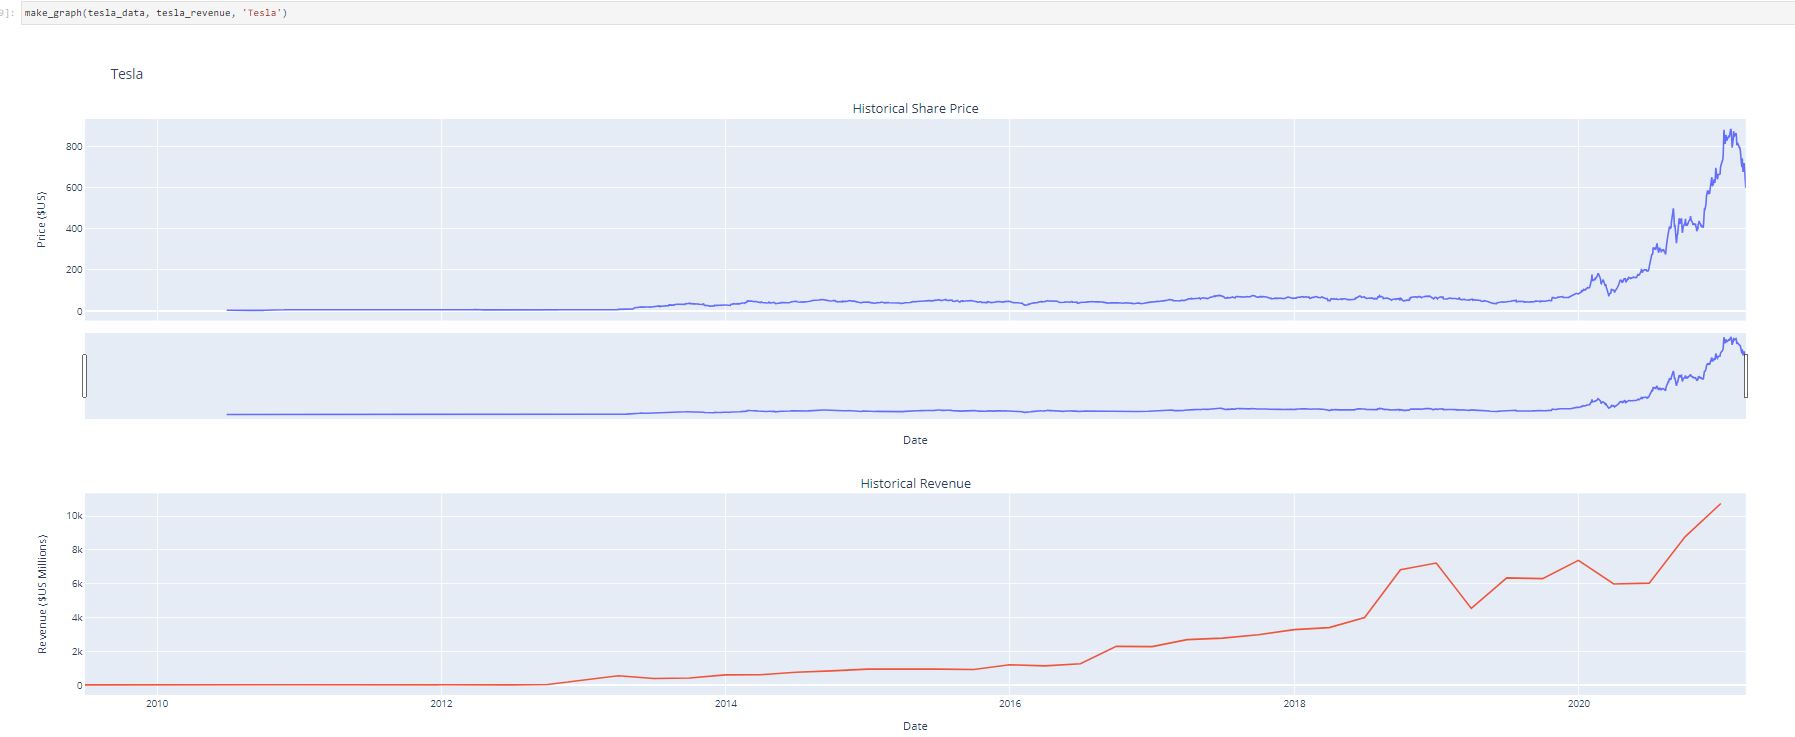 9]: make_graph(tesla_data, tesla_revenue, 'Tesla')
Tesla
Historical Share Price
Price ($US)
800
600
400
200
0
Date
Historical Revenue
Revenue ($US Millions)
10k
8k
6k
4k
2k
0
2010 2012 2014 2016 2018 2020
Date